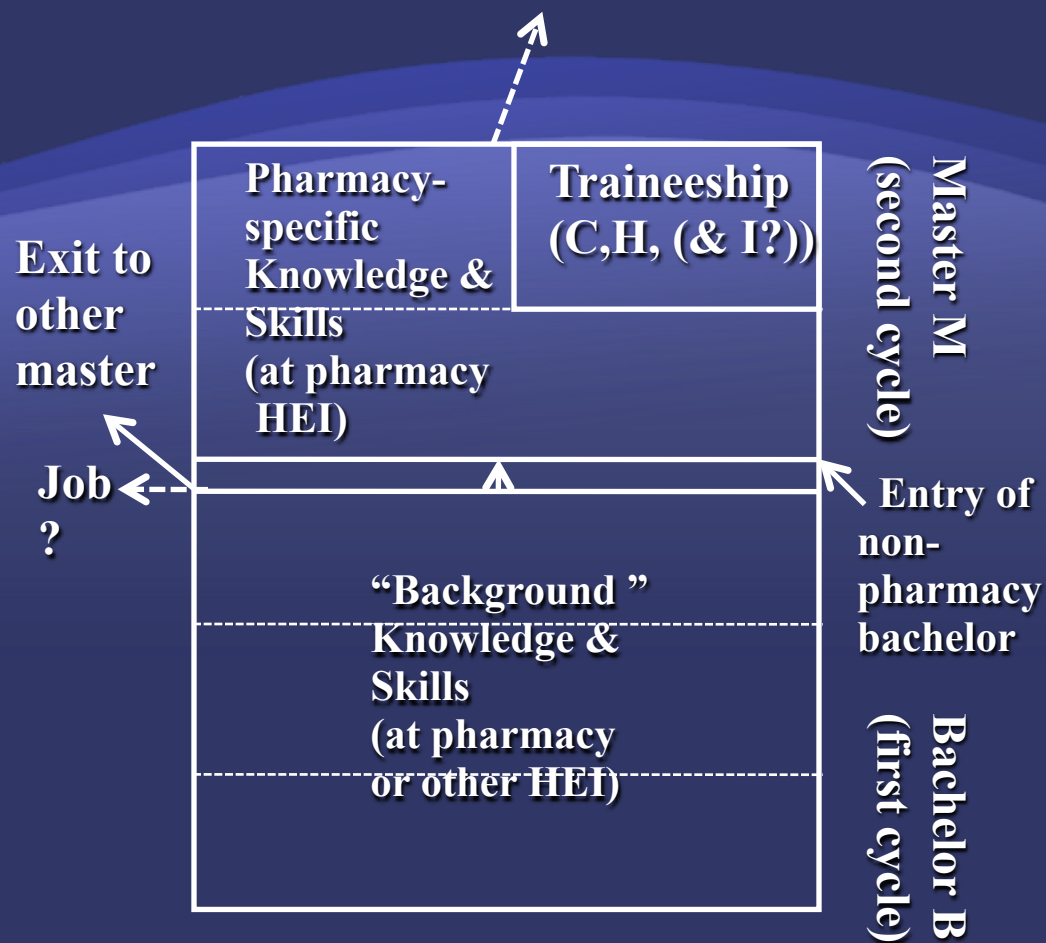 Pharmacy-
specific
Knowledge &
Skills
(at pharmacy
HEI)
Traineeship
(C,H, (& I?))
Master M
(second cycle)
Exit to
other
master
Job
?
Entry of
non-
pharmacy
bachelor
“Background ”
Knowledge &
Skills
(at pharmacy
or other HEI)
Bachelor B
(first cycle)